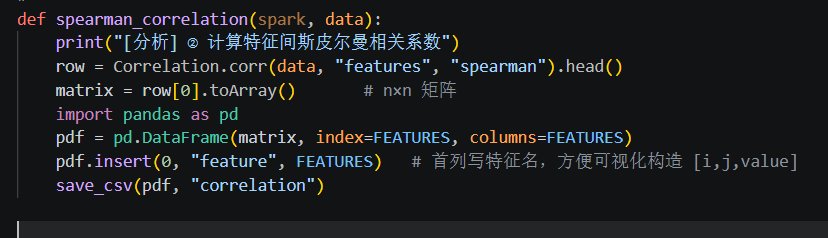 def spearman_correlation(spark, data):
    print("[分析] ② 计算特征间斯皮尔曼相关系数")
    row = Correlation.corr(data, "features", "spearman").head()
    matrix = row[0].toArray()        # n×n 矩阵
    import pandas as pd
    pdf = pd.DataFrame(matrix, index=FEATURES, columns=FEATURES)
    pdf.insert(0, "feature", FEATURES)   # 首列写特征名，方便可视化构造 [i,j,value]
    save_csv(pdf, "correlation")